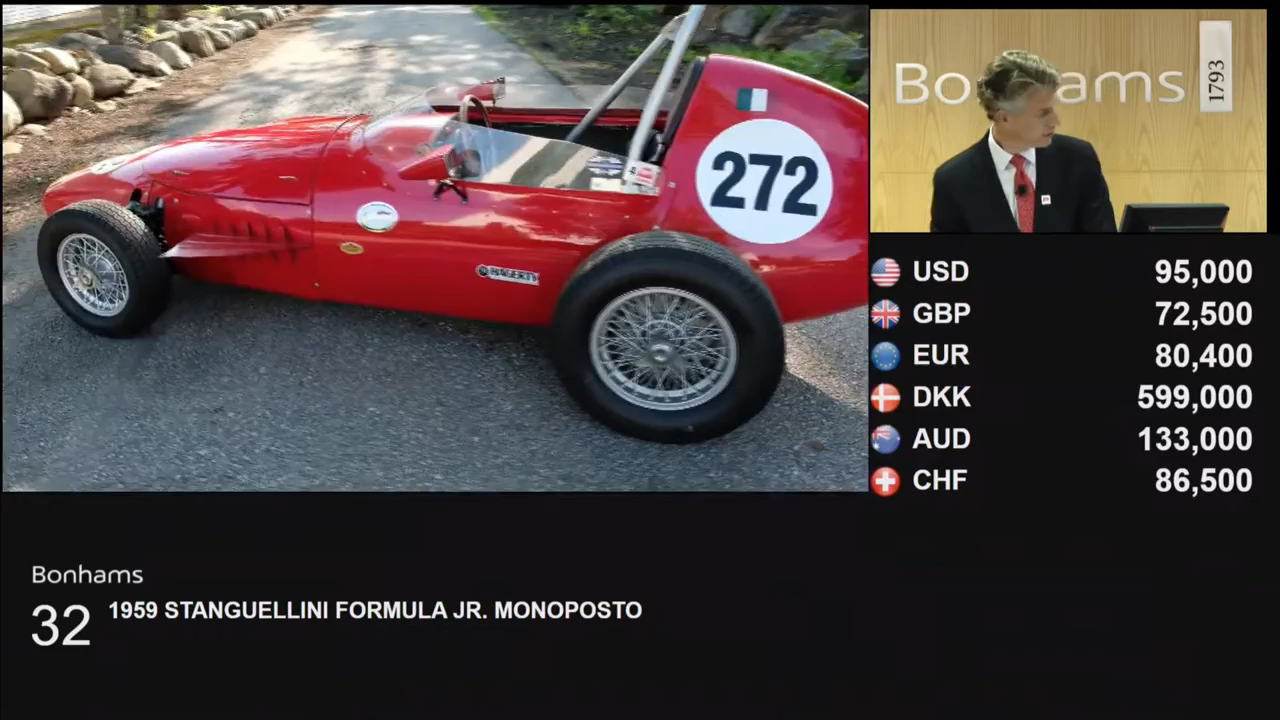 272
HAGERTY
Bonhams
1793
USD 95,000
GBP 72,500
EUR 80,400
DKK 599,000
AUD 133,000
CHF 86,500
Bonhams
32 1959 STANGUELLINI FORMULA JR. MONOPOSTO